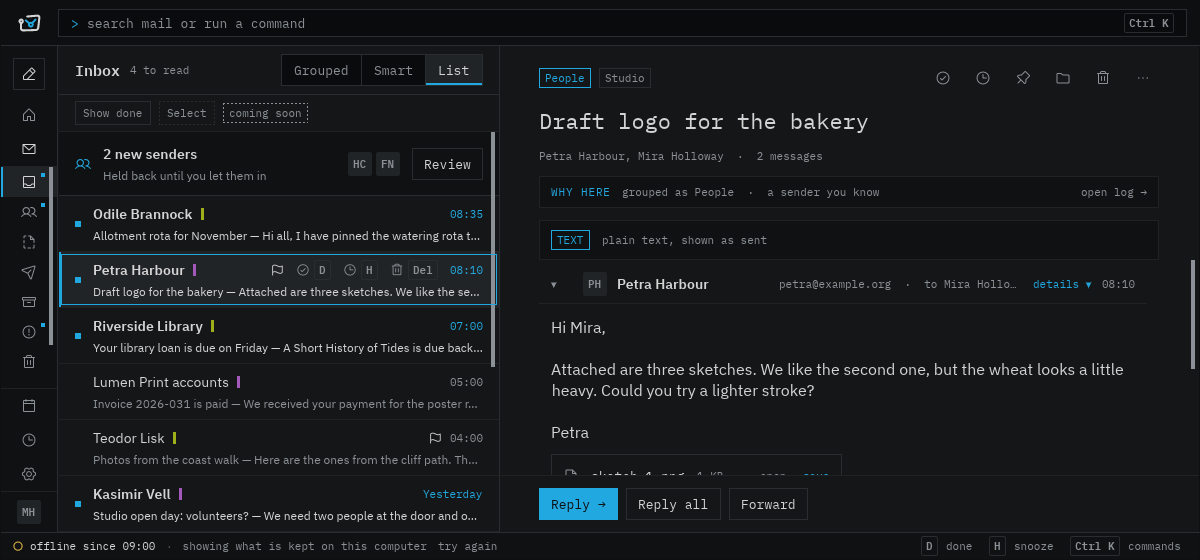 > search mail or run a command Ctrl K
Inbox 4 to read Grouped Smart List
Show done Select coming soon
2 new senders
Held back until you let them in
HC FN Review
Odile Brannock 08:35
Allotment rota for November — Hi all, I have pinned the watering rota t…
Petra Harbour D H Del 08:10
Draft logo for the bakery — Attached are three sketches. We like the se…
Riverside Library 07:00
Your library loan is due on Friday — A Short History of Tides is due back…
Lumen Print accounts 05:00
Invoice 2026-031 is paid — We received your payment for the poster r…
Teodor Lisk 04:00
Photos from the coast walk — Here are the ones from the cliff path. Th…
Kasimir Vell Yesterday
Studio open day: volunteers? — We need two people at the door and o…
MH
People Studio ···
Draft logo for the bakery
Petra Harbour, Mira Holloway · 2 messages
WHY HERE grouped as People · a sender you know open log →
TEXT plain text, shown as sent
▾ PH Petra Harbour petra@example.org · to Mira Hollo… details ▾ 08:10
Hi Mira,
Attached are three sketches. We like the second one, but the wheat looks a little
heavy. Could you try a lighter stroke?
Petra
sketch-1.png 1 KB open save
Reply → Reply all Forward
offline since 09:00 · showing what is kept on this computer try again
D done H snooze Ctrl K commands